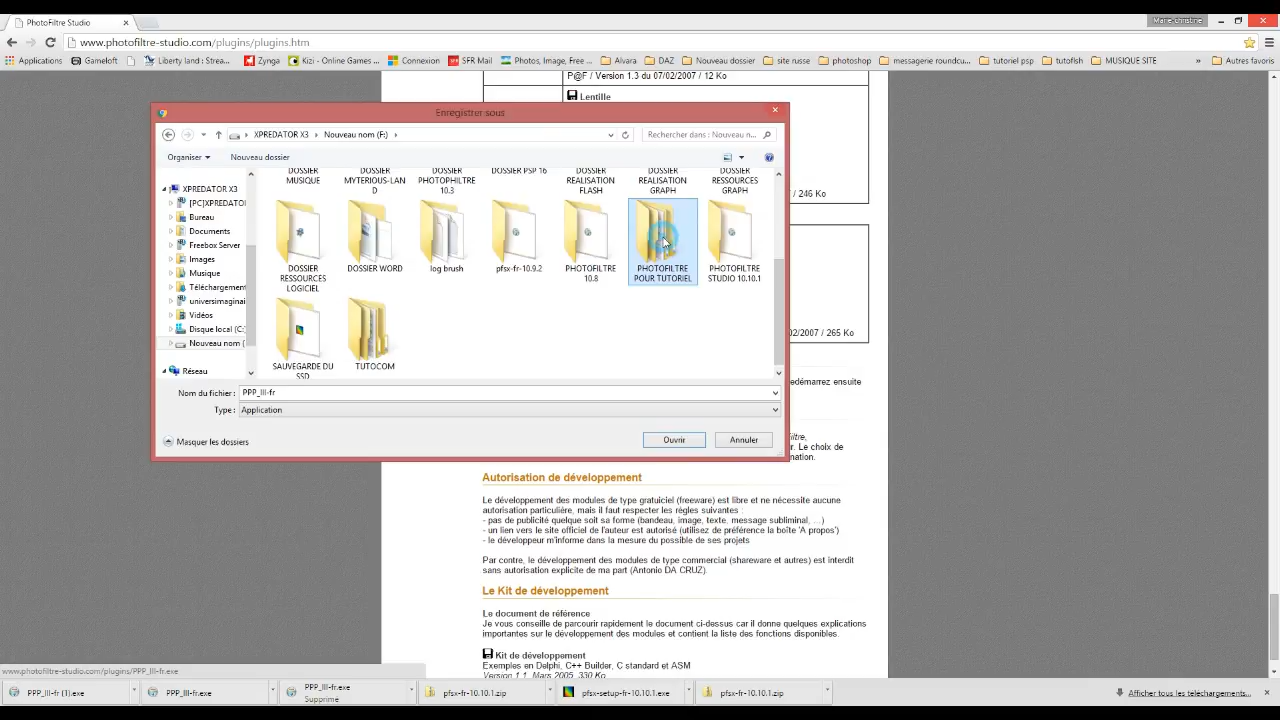 PhotoFiltre Studio
Marie-christine
www.photofiltre-studio.com/plugins/plugins.htm
Applications Gameloft Liberty land : Strea... Zynga Kizi - Online Games ... Connexion SFR Mail Photos, Image, Free ... Alvara DAZ Nouveau dossier site russe photoshop messagerie roundcu... tutoriel psp tutoflsh MUSIQUE SITE » Autres favoris
P@F / Version 1.3 du 07/02/2007 / 12 Ko
Lentille
Enregistrer sous
XPREDATOR X3 Nouveau nom (F:)
Rechercher dans : Nouveau n...
Organiser Nouveau dossier
XPREDATOR X3
[PC]XPREDATOR
Bureau
Documents
Freebox Server
Images
Musique
Téléchargement
universimaginai
Vidéos
Disque local (C:
Nouveau nom (
Réseau
DOSSIER MUSIQUE
DOSSIER MYTERIOUS-LAND
DOSSIER PHOTOPHILTRE 10.3
DOSSIER PSP 16
DOSSIER REALISATION FLASH
DOSSIER REALISATION GRAPH
DOSSIER RESSOURCES GRAPH
DOSSIER RESSOURCES LOGICIEL
DOSSIER WORD
log brush
pfsx-fr-10.9.2
PHOTOFILTRE 10.8
PHOTOFILTRE POUR TUTORIEL
PHOTOFILTRE STUDIO 10.10.1
SAUVEGARDE DU SSD
TUTOCOM
Nom du fichier : PPP_III-fr
Type : Application
Masquer les dossiers
Ouvrir Annuler
/ 246 Ko
02/2007 / 265 Ko
edémarrez ensuite
iltre,
r. Le choix de
nation.
Autorisation de développement
Le développement des modules de type gratuiciel (freeware) est libre et ne nécessite aucune
autorisation particulière, mais il faut respecter les règles suivantes :
- pas de publicité quelque soit sa forme (bandeau, image, texte, message subliminal, ...)
- un lien vers le site officiel de l'auteur est autorisé (utilisez de préférence la boîte 'A propos')
- le développeur m'informe dans la mesure du possible de ses projets
Par contre, le développement des modules de type commercial (shareware et autres) est interdit
sans autorisation explicite de ma part (Antonio DA CRUZ).
Le Kit de développement
Le document de référence
Je vous conseille de parcourir rapidement le document ci-dessus car il donne quelques explications
importantes sur le développement des modules et contient la liste des fonctions disponibles.
Kit de développement
Exemples en Delphi, C++ Builder, C standard et ASM
Version 1.1, Mars 2005, 330 Ko
www.photofiltre-studio.com/plugins/PPP_III-fr.exe
PPP_III-fr (1).exe
PPP_III-fr.exe
PPP_III-fr.exe
Supprimé
pfsx-fr-10.10.1.zip
pfsx-setup-fr-10.10.1.exe
pfsx-fr-10.10.1.zip
Afficher tous les téléchargements...